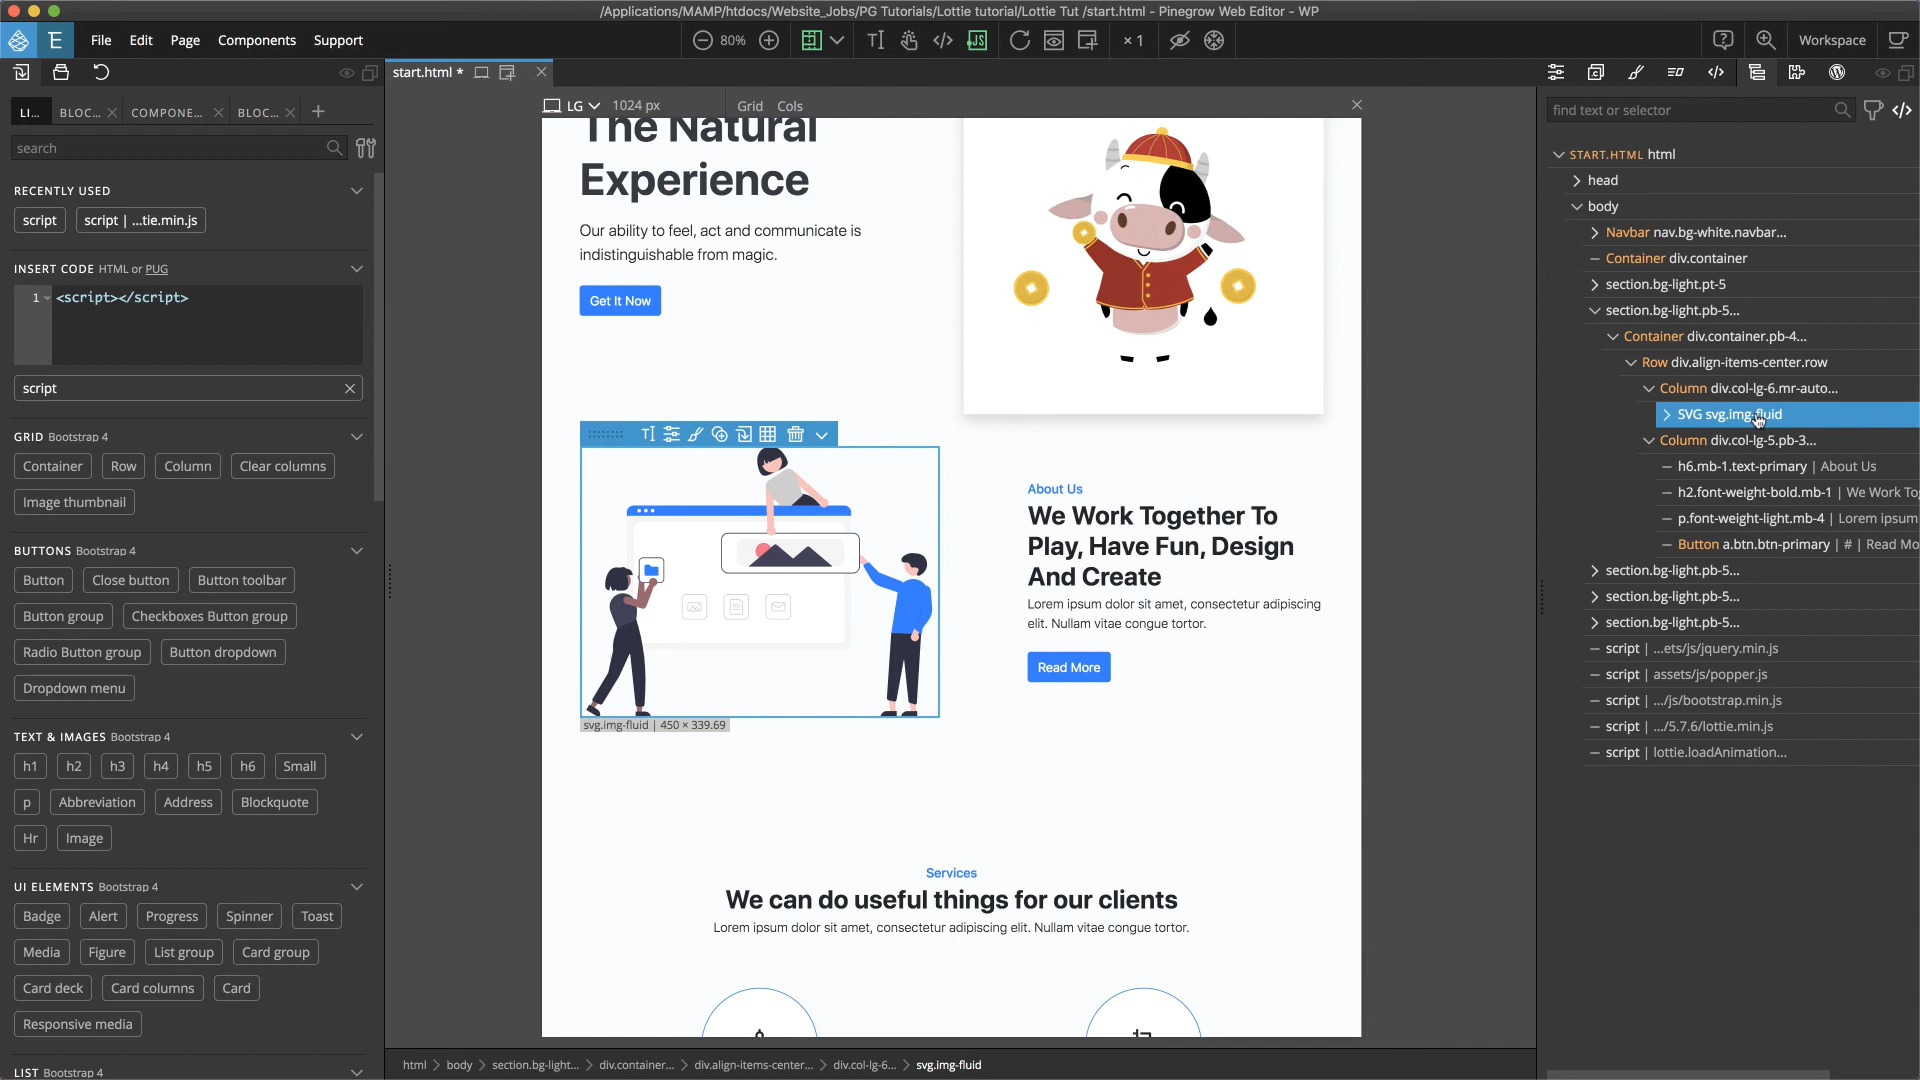 /Applications/MAMP/htdocs/Website_Jobs/PG Tutorials/Lottie tutorial/Lottie Tut /start.html - Pinegrow Web Editor - WP
E File Edit Page Components Support
80%
× 1
Workspace
start.html *
LI... BLOC... COMPONE... BLOC...
search
RECENTLY USED
script
script | ...tie.min.js
INSERT CODE HTML or PUG
1 <script></script>
script
GRID Bootstrap 4
Container Row Column Clear columns
Image thumbnail
BUTTONS Bootstrap 4
Button Close button Button toolbar
Button group Checkboxes Button group
Radio Button group Button dropdown
Dropdown menu
TEXT & IMAGES Bootstrap 4
h1 h2 h3 h4 h5 h6 Small
p Abbreviation Address Blockquote
Hr Image
UI ELEMENTS Bootstrap 4
Badge Alert Progress Spinner Toast
Media Figure List group Card group
Card deck Card columns Card
Responsive media
LIST Bootstrap 4
LG 1024 px Grid Cols
The Natural
Experience
Our ability to feel, act and communicate is
indistinguishable from magic.
Get It Now
svg.img-fluid | 450 × 339.69
About Us
We Work Together To
Play, Have Fun, Design
And Create
Lorem ipsum dolor sit amet, consectetur adipiscing
elit. Nullam vitae congue tortor.
Read More
Services
We can do useful things for our clients
Lorem ipsum dolor sit amet, consectetur adipiscing elit. Nullam vitae congue tortor.
html body section.bg-light... div.container... div.align-items-center... div.col-lg-6... svg.img-fluid
find text or selector
START.HTML html
head
body
Navbar nav.bg-white.navbar...
Container div.container
section.bg-light.pt-5
section.bg-light.pb-5...
Container div.container.pb-4...
Row div.align-items-center.row
Column div.col-lg-6.mr-auto...
SVG svg.img-fluid
Column div.col-lg-5.pb-3...
h6.mb-1.text-primary | About Us
h2.font-weight-bold.mb-1 | We Work Tog
p.font-weight-light.mb-4 | Lorem ipsum
Button a.btn.btn-primary | # | Read Mo
section.bg-light.pb-5...
section.bg-light.pb-5...
section.bg-light.pb-5...
script | ...ets/js/jquery.min.js
script | assets/js/popper.js
script | .../js/bootstrap.min.js
script | .../5.7.6/lottie.min.js
script | lottie.loadAnimation...